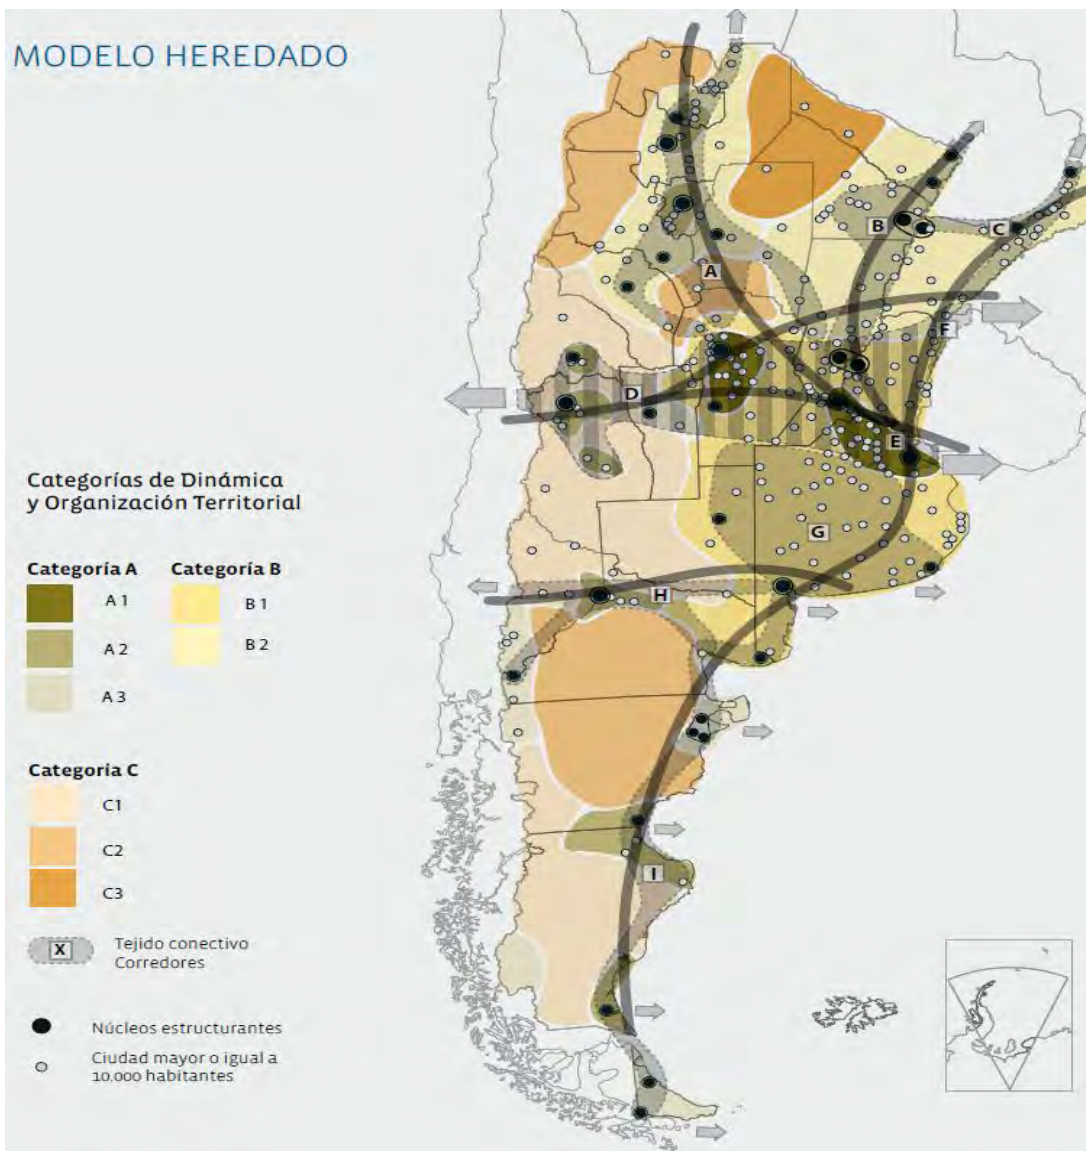 MODELO HEREDADO
Categorías de Dinámica
y Organización Territorial
Categoría A
A 1
A 2
A 3
Categoría B
B 1
B 2
Categoría C
C1
C2
C3
X
Tejido conectivo
Corredores
Núcleos estructurantes
Ciudad mayor o igual a
10.000 habitantes
A
B
C
D
E
F
G
H
I